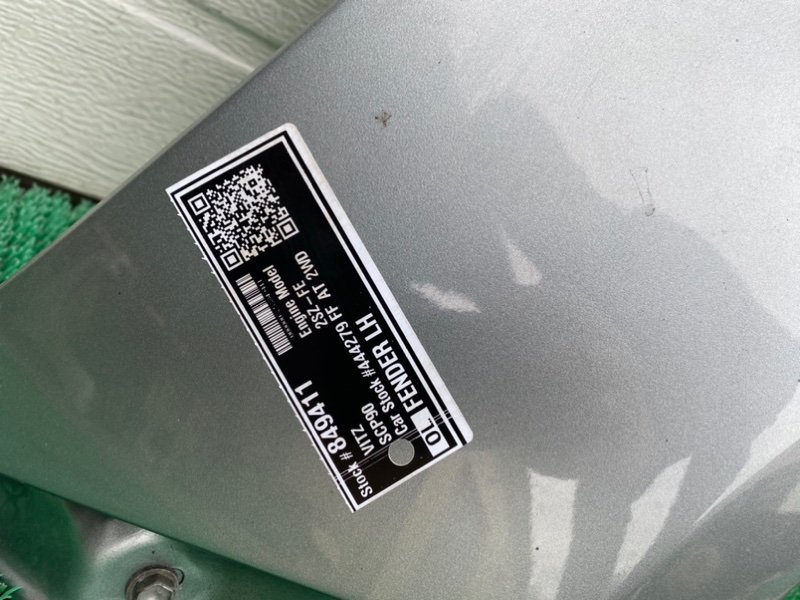 Stock # 849411
VITZ
SCP90
Engine Model
2SZ-FE
Car Stock #444279 FF AT 2WD
OL FENDER LH